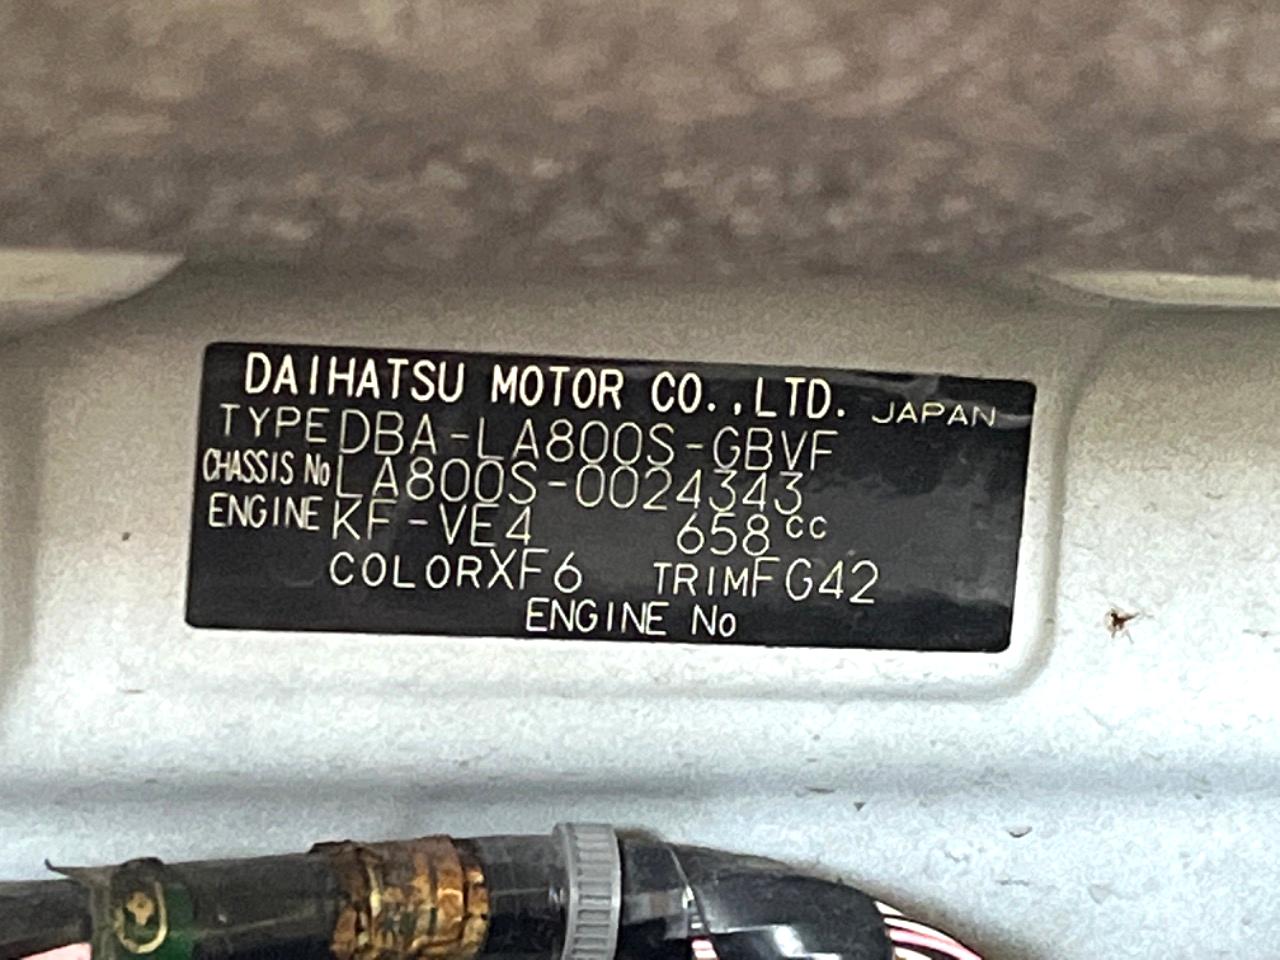 DAIHATSU MOTOR CO.,LTD. JAPAN
TYPE DBA-LA800S-GBVF
CHASSIS No LA800S-0024343
ENGINE KF-VE4 658cc
COLOR XF6 TRIM FG42
ENGINE No